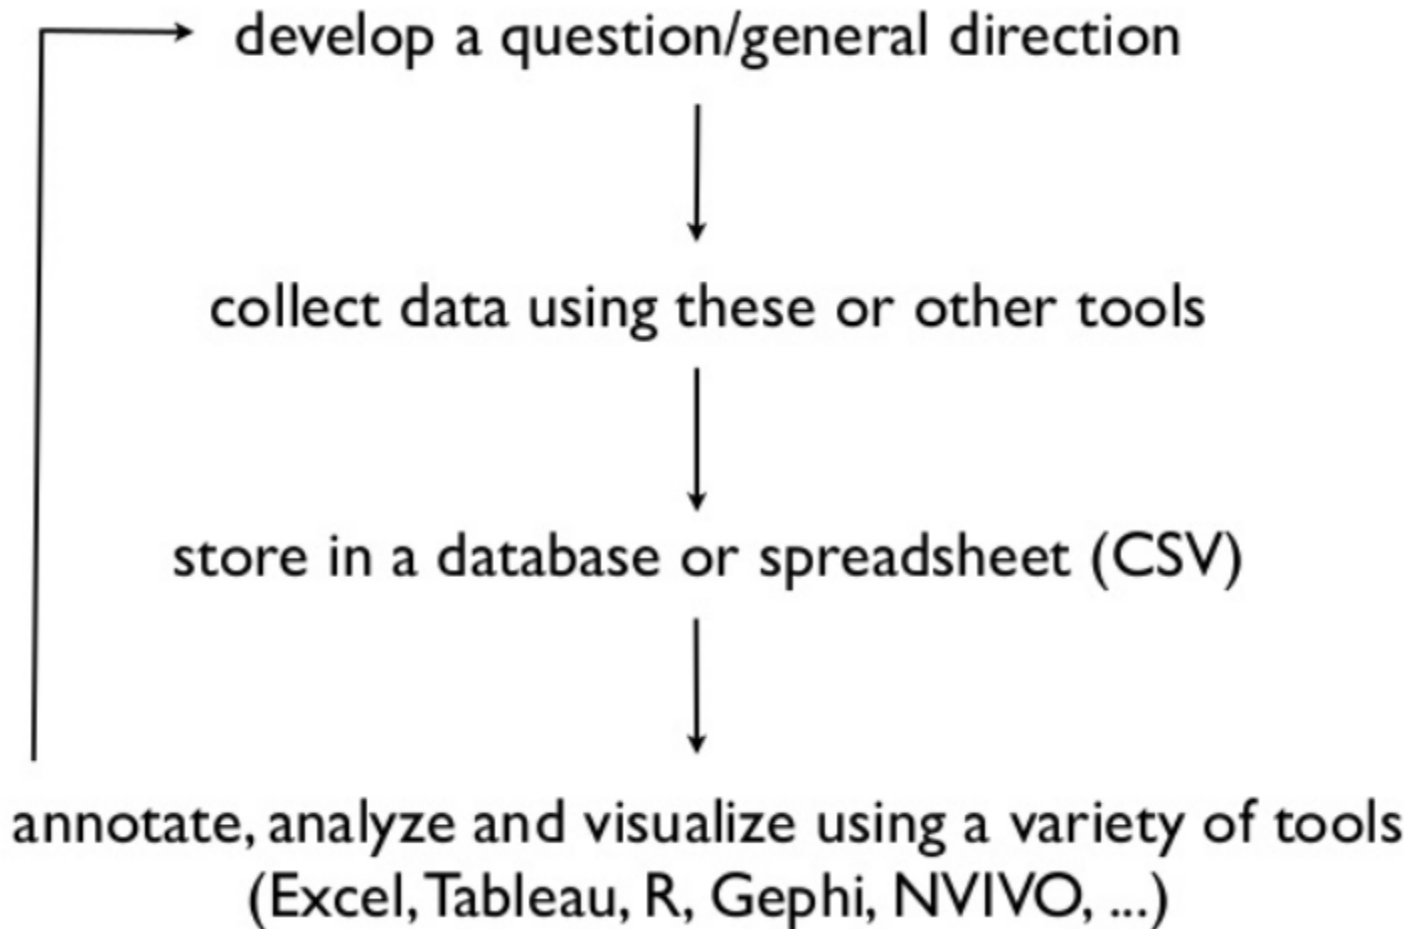 develop a question/general direction
collect data using these or other tools
store in a database or spreadsheet (CSV)
annotate, analyze and visualize using a variety of tools
(Excel, Tableau, R, Gephi, NVIVO, ...)